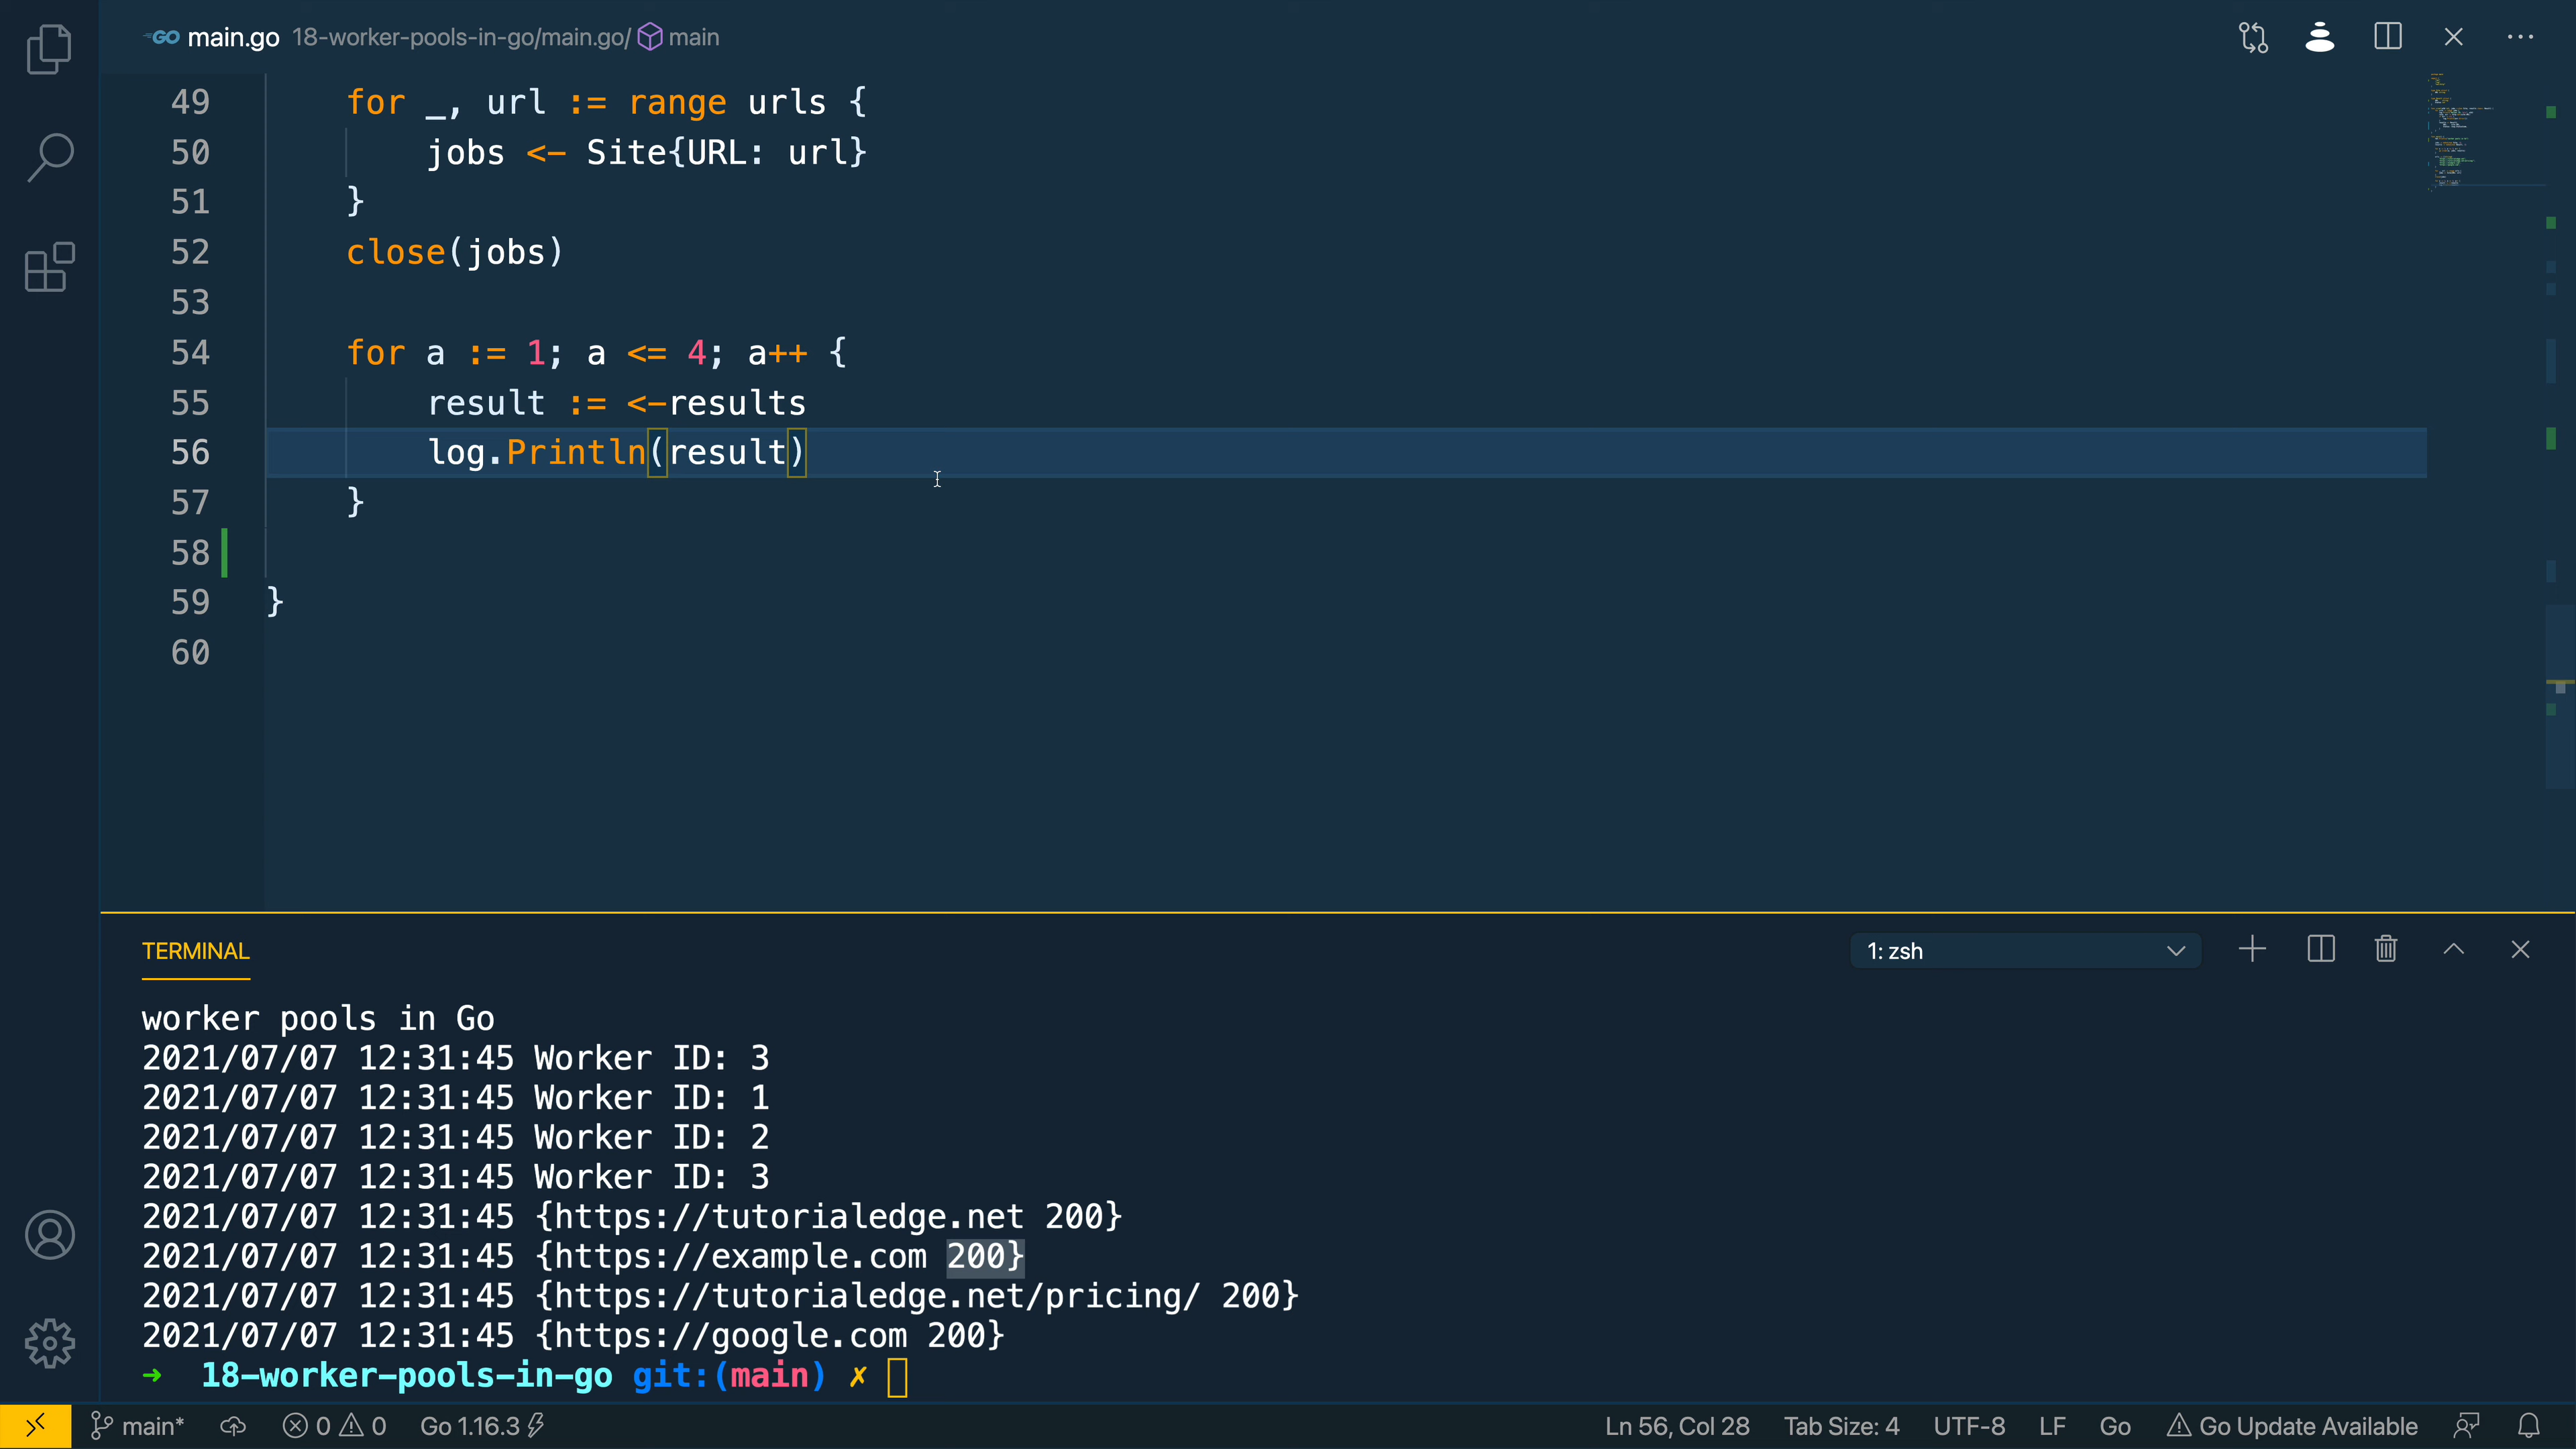 GO main.go 18-worker-pools-in-go/main.go/ main
49 for _, url := range urls {
50 jobs <- Site{URL: url}
51 }
52 close(jobs)
53
54 for a := 1; a <= 4; a++ {
55 result := <-results
56 log.Println(result)
57 }
58
59 }
60
TERMINAL 1: zsh
worker pools in Go
2021/07/07 12:31:45 Worker ID: 3
2021/07/07 12:31:45 Worker ID: 1
2021/07/07 12:31:45 Worker ID: 2
2021/07/07 12:31:45 Worker ID: 3
2021/07/07 12:31:45 {https://tutorialedge.net 200}
2021/07/07 12:31:45 {https://example.com 200}
2021/07/07 12:31:45 {https://tutorialedge.net/pricing/ 200}
2021/07/07 12:31:45 {https://google.com 200}
➜ 18-worker-pools-in-go git:(main) ✗
main* 0 0 Go 1.16.3 Ln 56, Col 28 Tab Size: 4 UTF-8 LF Go Go Update Available